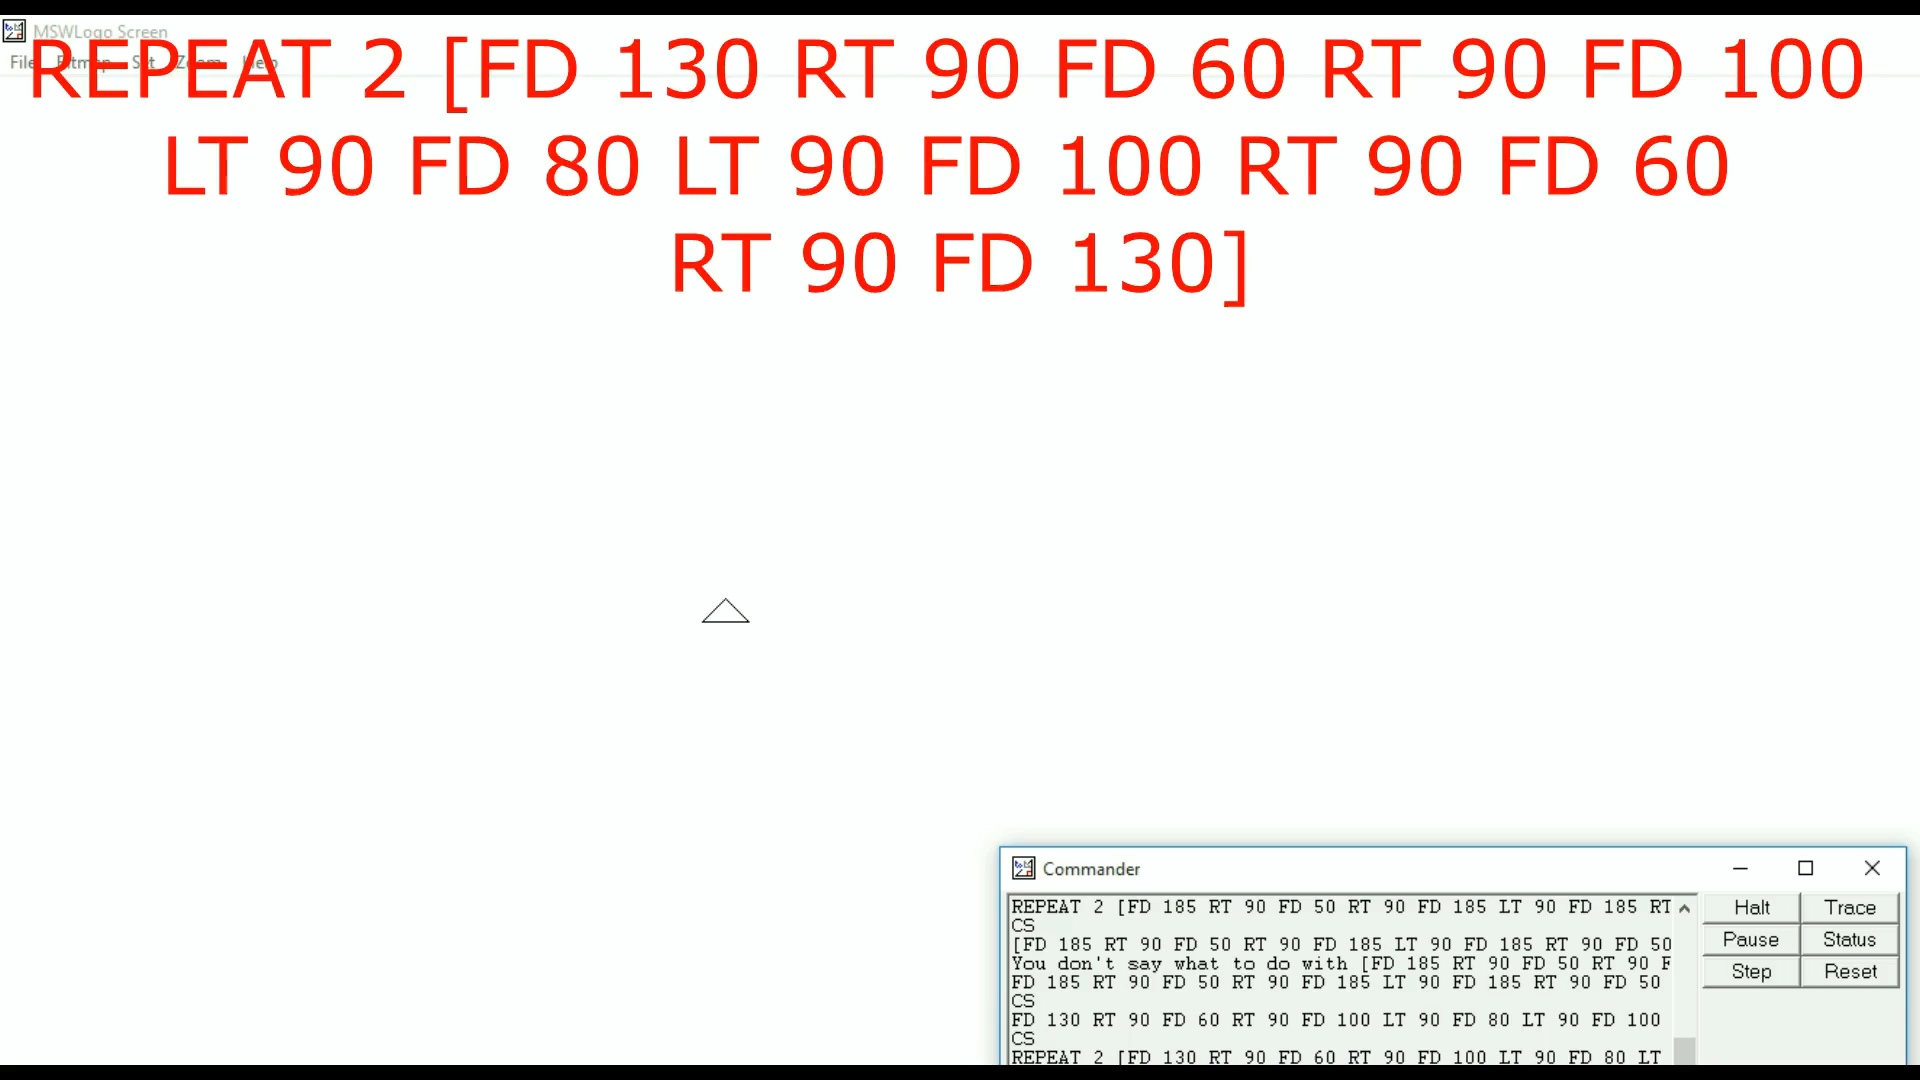 MSWLogo Screen
File Bitmap Set Zoom Help
REPEAT 2 [FD 130 RT 90 FD 60 RT 90 FD 100
LT 90 FD 80 LT 90 FD 100 RT 90 FD 60
RT 90 FD 130]
Commander
REPEAT 2 [FD 185 RT 90 FD 50 RT 90 FD 185 LT 90 FD 185 RT
CS
[FD 185 RT 90 FD 50 RT 90 FD 185 LT 90 FD 185 RT 90 FD 50
You don't say what to do with [FD 185 RT 90 FD 50 RT 90 F
FD 185 RT 90 FD 50 RT 90 FD 185 LT 90 FD 185 RT 90 FD 50
CS
FD 130 RT 90 FD 60 RT 90 FD 100 LT 90 FD 80 LT 90 FD 100
CS
REPEAT 2 [FD 130 RT 90 FD 60 RT 90 FD 100 LT 90 FD 80 LT
Halt Trace
Pause Status
Step Reset